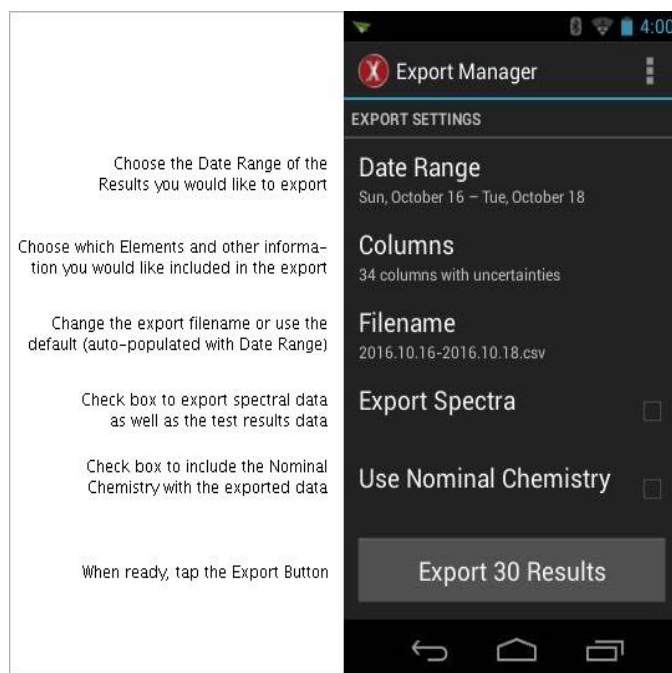 4:00
Export Manager
EXPORT SETTINGS
Choose the Date Range of the
Results you would like to export
Date Range
Sun, October 16 – Tue, October 18
Choose which Elements and other informa-
tion you would like included in the export
Columns
34 columns with uncertainties
Change the export filename or use the
default (auto-populated with Date Range)
Filename
2016.10.16-2016.10.18.csv
Check box to export spectral data
as well as the test results data
Export Spectra
Check box to include the Nominal
Chemistry with the exported data
Use Nominal Chemistry
When ready, tap the Export Button
Export 30 Results